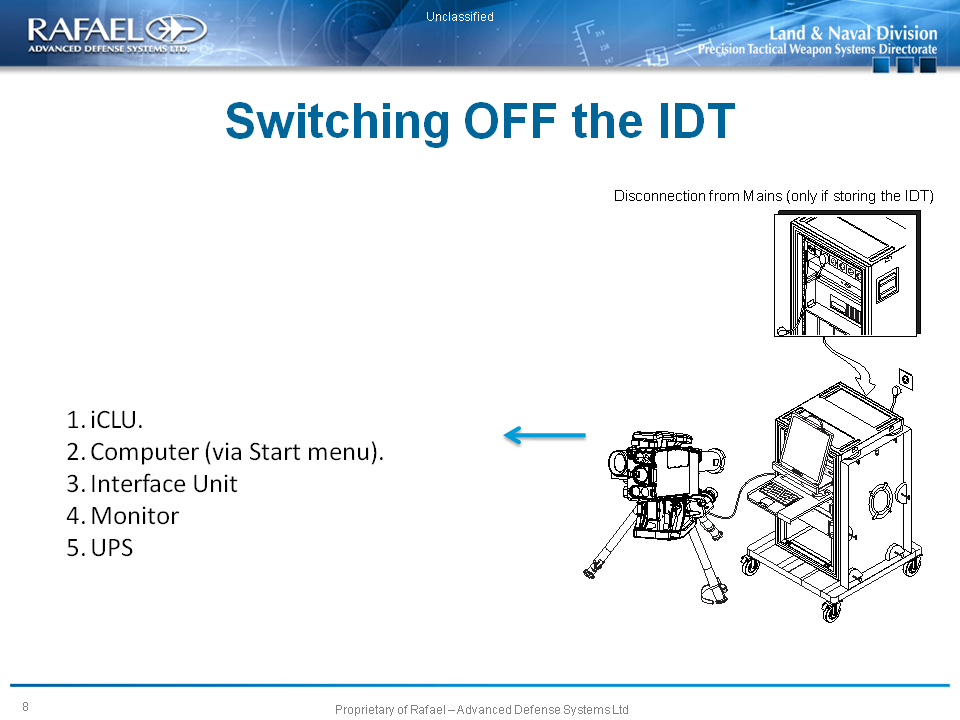 Unclassified
RAFAEL
ADVANCED DEFENSE SYSTEMS LTD.
Land & Naval Division
Precision Tactical Weapon Systems Directorate
Switching OFF the IDT
Disconnection from Mains (only if storing the IDT)
1. iCLU.
2. Computer (via Start menu).
3. Interface Unit
4. Monitor
5. UPS
8
Proprietary of Rafael – Advanced Defense Systems Ltd